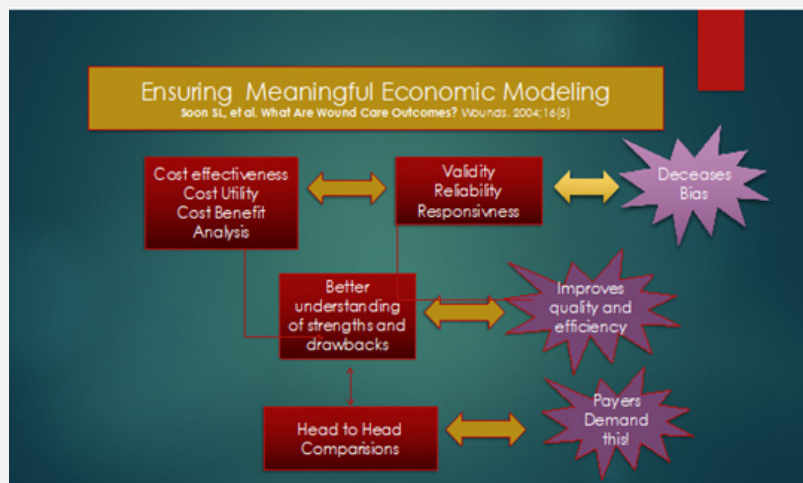 Ensuring Meaningful Economic Modeling
Soon SL, et al. What Are Wound Care Outcomes? Wounds. 2004;16(5)
Cost effectiveness
Cost Utility
Cost Benefit
Analysis
Validity
Reliability
Responsivness
Deceases
Bias
Better
understanding
of strengths and
drawbacks
Improves
quality and
efficiency
Head to Head
Comparisions
Payers
Demand
this!